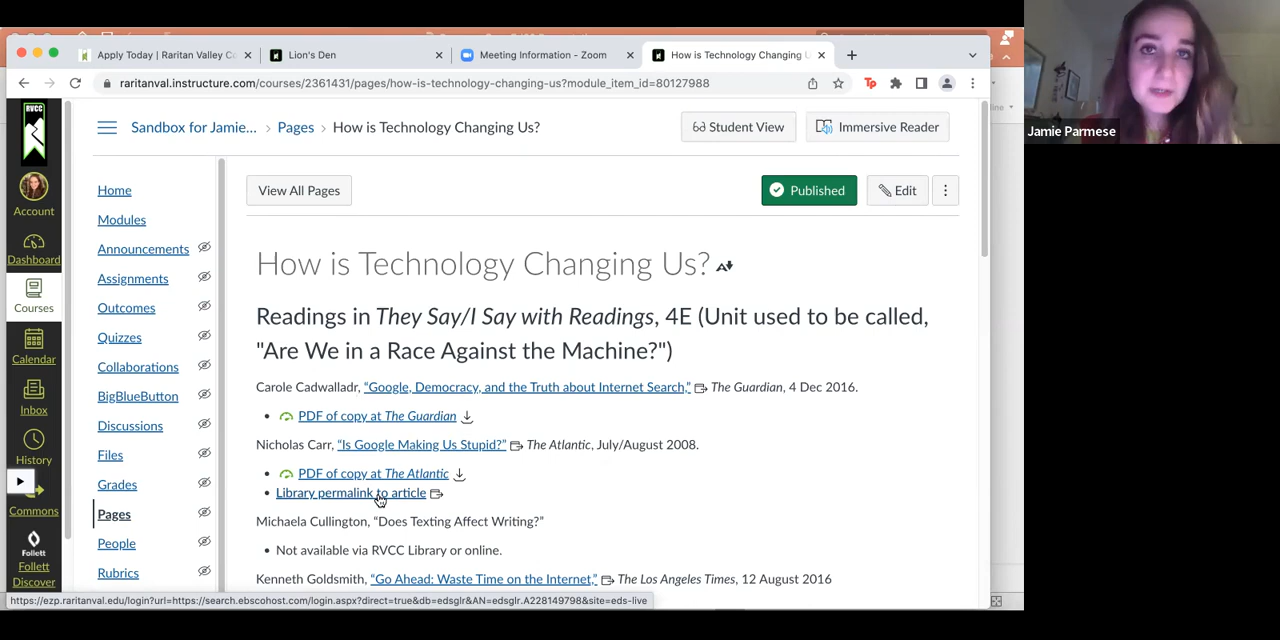 Apply Today | Raritan Valley C
Lion's Den
Meeting Information - Zoom
How is Technology Changing U
raritanval.instructure.com/courses/2361431/pages/how-is-technology-changing-us?module_item_id=80127988
Tp
Jamie Parmese
RVCC
Account
Dashboard
Courses
Calendar
Inbox
History
Commons
Follett
Follett
Discover
Sandbox for Jamie... > Pages > How is Technology Changing Us?
Student View
Immersive Reader
Home
Modules
Announcements
Assignments
Outcomes
Quizzes
Collaborations
BigBlueButton
Discussions
Files
Grades
Pages
People
Rubrics
View All Pages
Published
Edit
How is Technology Changing Us?
Readings in They Say/I Say with Readings, 4E (Unit used to be called,
"Are We in a Race Against the Machine?")
Carole Cadwalladr, “Google, Democracy, and the Truth about Internet Search,” The Guardian, 4 Dec 2016.
• PDF of copy at The Guardian
Nicholas Carr, “Is Google Making Us Stupid?” The Atlantic, July/August 2008.
• PDF of copy at The Atlantic
• Library permalink to article
Michaela Cullington, “Does Texting Affect Writing?”
• Not available via RVCC Library or online.
Kenneth Goldsmith, “Go Ahead: Waste Time on the Internet,” The Los Angeles Times, 12 August 2016
https://ezp.raritanval.edu/login?url=https://search.ebscohost.com/login.aspx?direct=true&db=edsglr&AN=edsglr.A228149798&site=eds-live